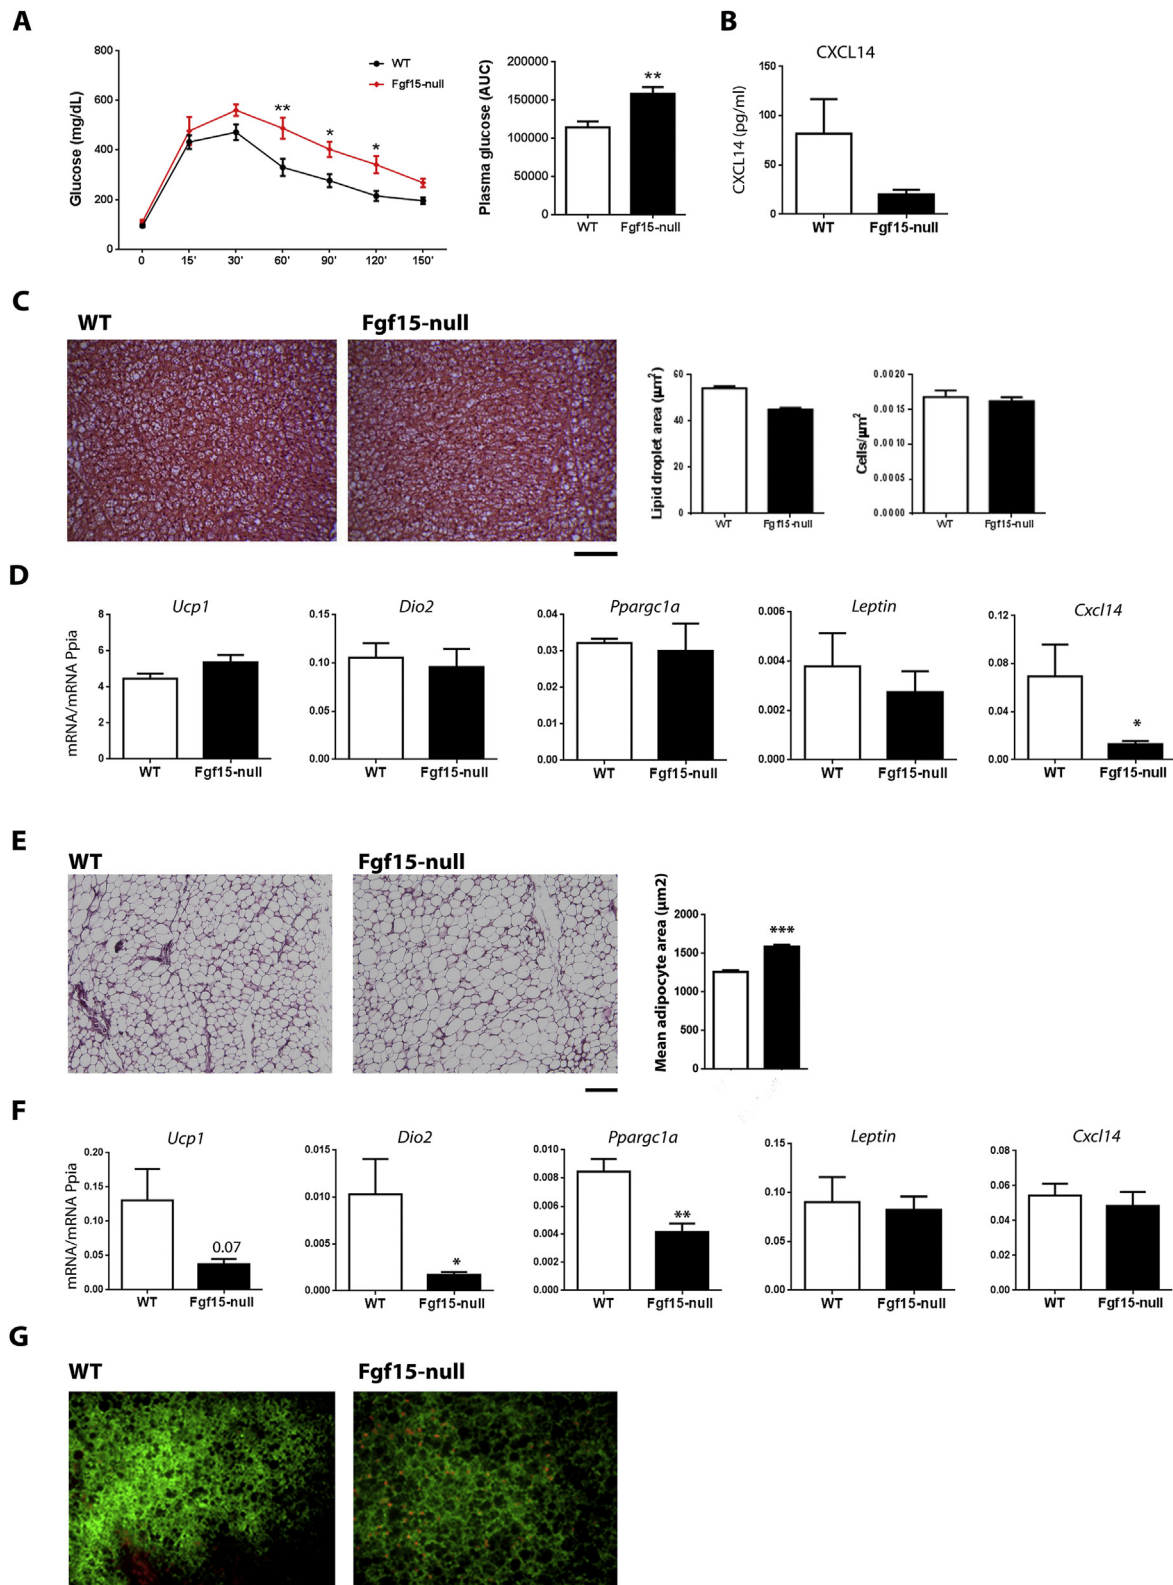 A
B
800
600
400
200
0
Glucose (mg/dL)
WT
Fgf15-null
**
*
*
0 15' 30' 60' 90' 120' 150'
200000
150000
100000
50000
0
Plasma glucose (AUC)
**
WT Fgf15-null
CXCL14
150
100
50
0
CXCL14 (pg/ml)
WT Fgf15-null
C
WT Fgf15-null
60
40
20
0
Lipid droplet area (µm²)
WT Fgf15-null
0.0020
0.0015
0.0010
0.0005
0.0000
Cells/µm²
WT Fgf15-null
D
mRNA/mRNA Ppia
Ucp1
8
6
4
2
0
WT Fgf15-null
Dio2
0.15
0.10
0.05
0.00
WT Fgf15-null
Ppargc1a
0.04
0.03
0.02
0.01
0.00
WT Fgf15-null
Leptin
0.006
0.004
0.002
0.000
WT Fgf15-null
Cxcl14
0.12
0.08
0.04
0.00
*
WT Fgf15-null
E
WT Fgf15-null
Mean adipocyte area (µm2)
2000
1500
1000
500
0
***
F
mRNA/mRNA Ppia
Ucp1
0.20
0.15
0.10
0.05
0.00
0.07
WT Fgf15-null
Dio2
0.015
0.010
0.005
0.000
*
WT Fgf15-null
Ppargc1a
0.010
0.008
0.006
0.004
0.002
0.000
**
WT Fgf15-null
Leptin
0.15
0.10
0.05
0.00
WT Fgf15-null
Cxcl14
0.08
0.06
0.04
0.02
0.00
WT Fgf15-null
G
WT Fgf15-null